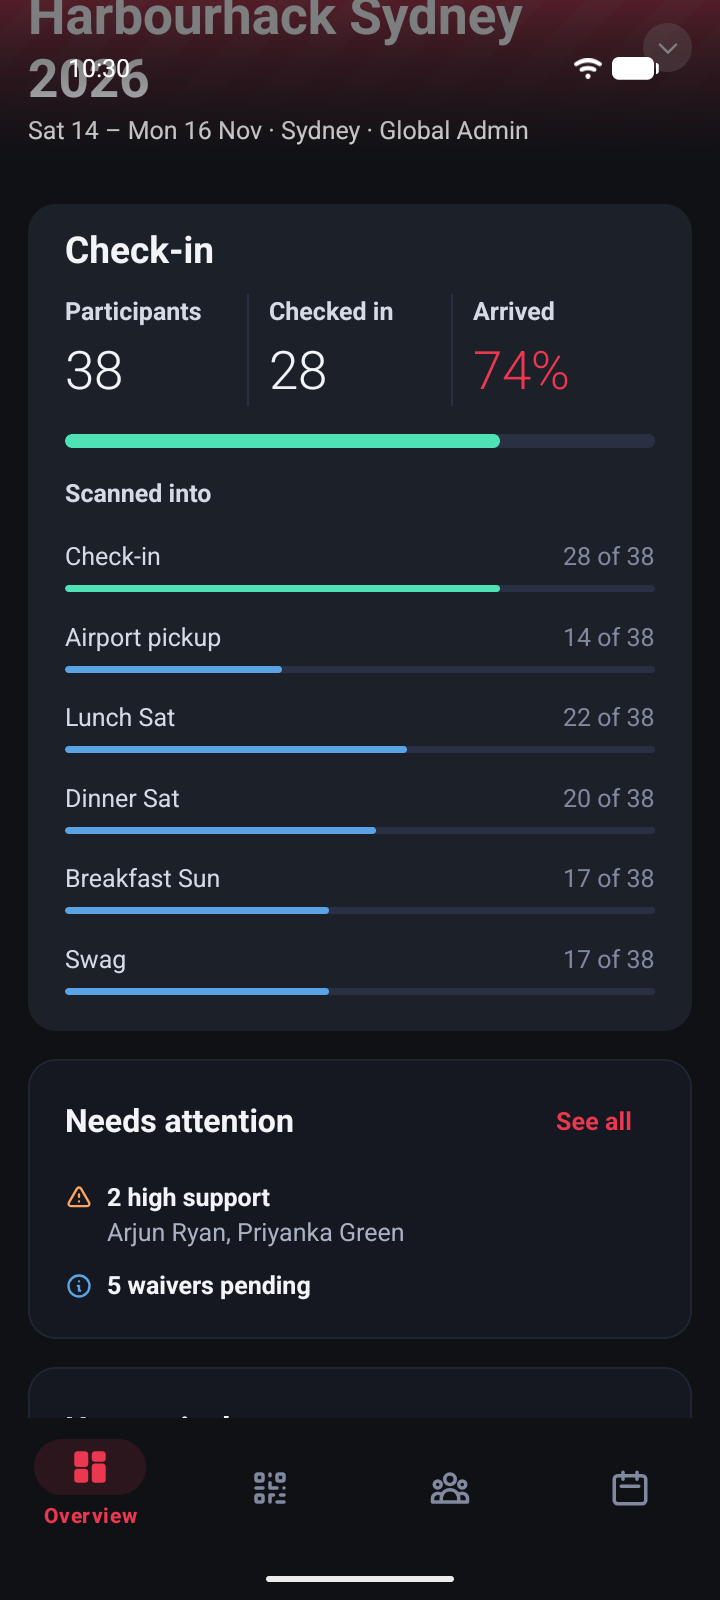 Harbourhack Sydney
2026
10:30
Sat 14 – Mon 16 Nov · Sydney · Global Admin
Check-in
Participants
Checked in
Arrived
38
28
74%
Scanned into
Check-in
28 of 38
Airport pickup
14 of 38
Lunch Sat
22 of 38
Dinner Sat
20 of 38
Breakfast Sun
17 of 38
Swag
17 of 38
Needs attention
See all
2 high support
Arjun Ryan, Priyanka Green
5 waivers pending
Overview